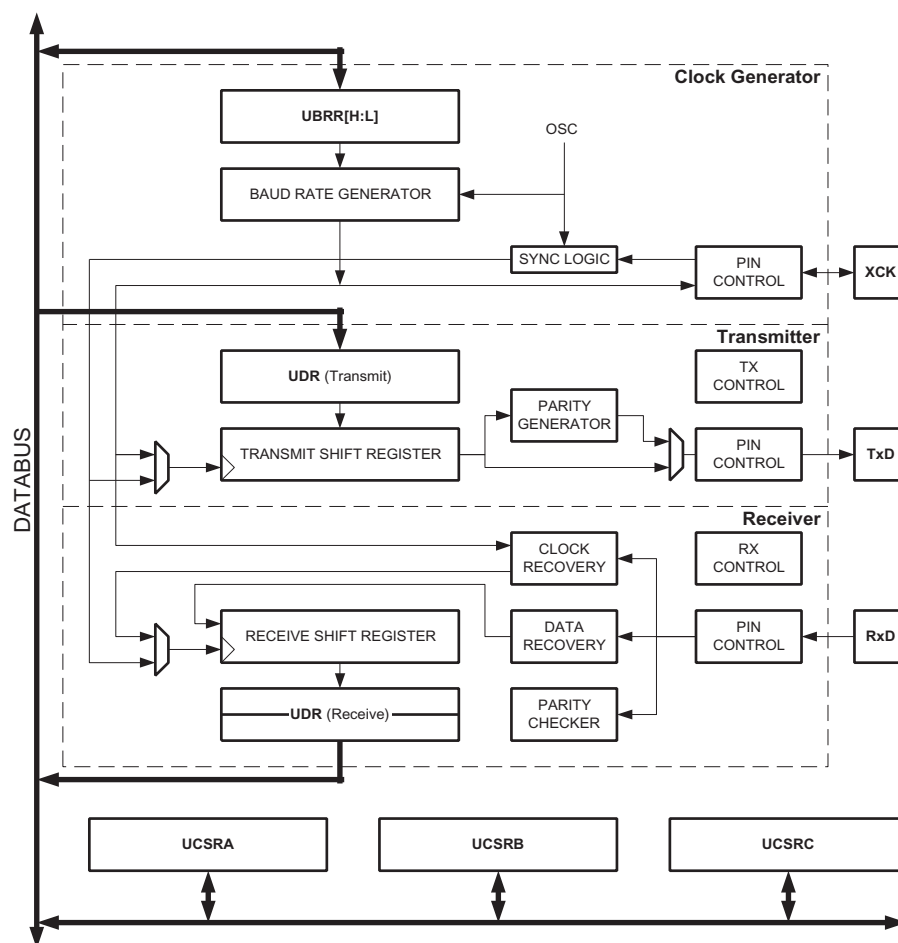 Clock Generator
UBRR[H:L]
OSC
BAUD RATE GENERATOR
SYNC LOGIC
PIN
CONTROL
XCK
Transmitter
UDR (Transmit)
TX
CONTROL
PARITY
GENERATOR
TRANSMIT SHIFT REGISTER
PIN
CONTROL
TxD
DATABUS
Receiver
CLOCK
RECOVERY
RX
CONTROL
RECEIVE SHIFT REGISTER
DATA
RECOVERY
PIN
CONTROL
RxD
UDR (Receive)
PARITY
CHECKER
UCSRA
UCSRB
UCSRC